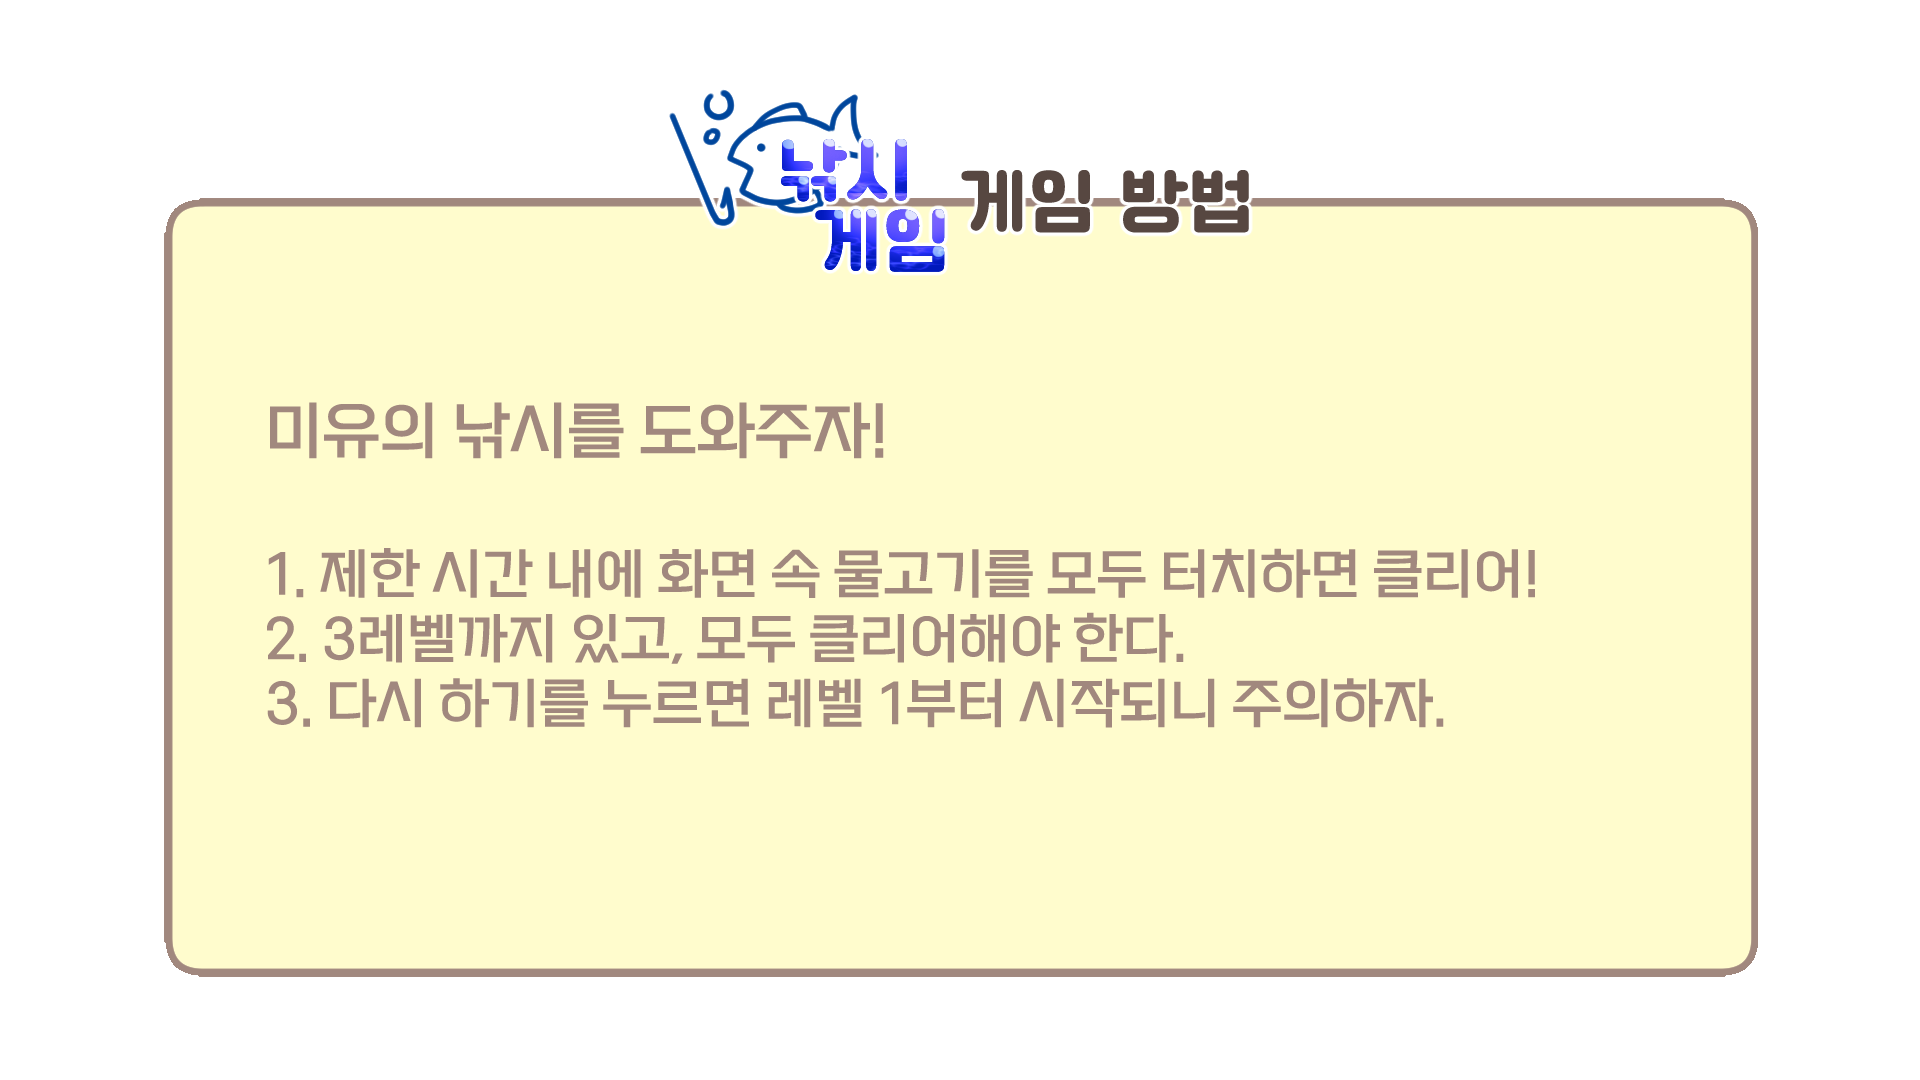 낚시
게임 게임 방법
미유의 낚시를 도와주자!
1. 제한 시간 내에 화면 속 물고기를 모두 터치하면 클리어!
2. 3레벨까지 있고, 모두 클리어해야 한다.
3. 다시 하기를 누르면 레벨 1부터 시작되니 주의하자.